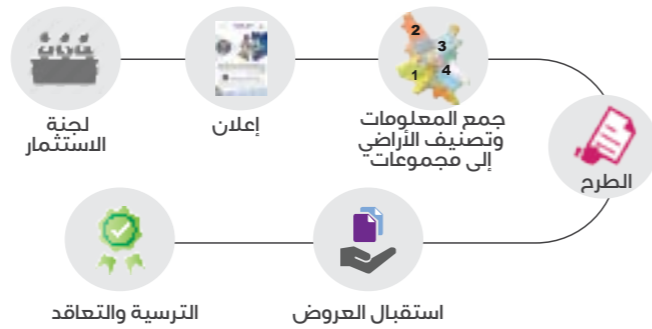 لجنة
الاستثمار
إعلان
2
3
1
4
جمع المعلومات
وتصنيف الأراضي
إلى مجموعات
الطرح
استقبال العروض
الترسية والتعاقد